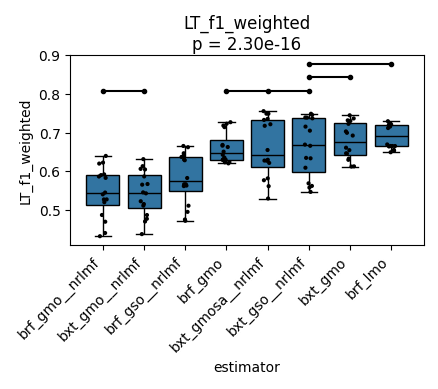 LT_f1_weighted
p = 2.30e-16
LT_f1_weighted
0.9
0.8
0.7
0.6
0.5
brf_gmo__nrlmf
bxt_gmo__nrlmf
brf_gso__nrlmf
brf_gmo
bxt_gmosa__nrlmf
bxt_gso__nrlmf
bxt_gmo
brf_lmo
estimator